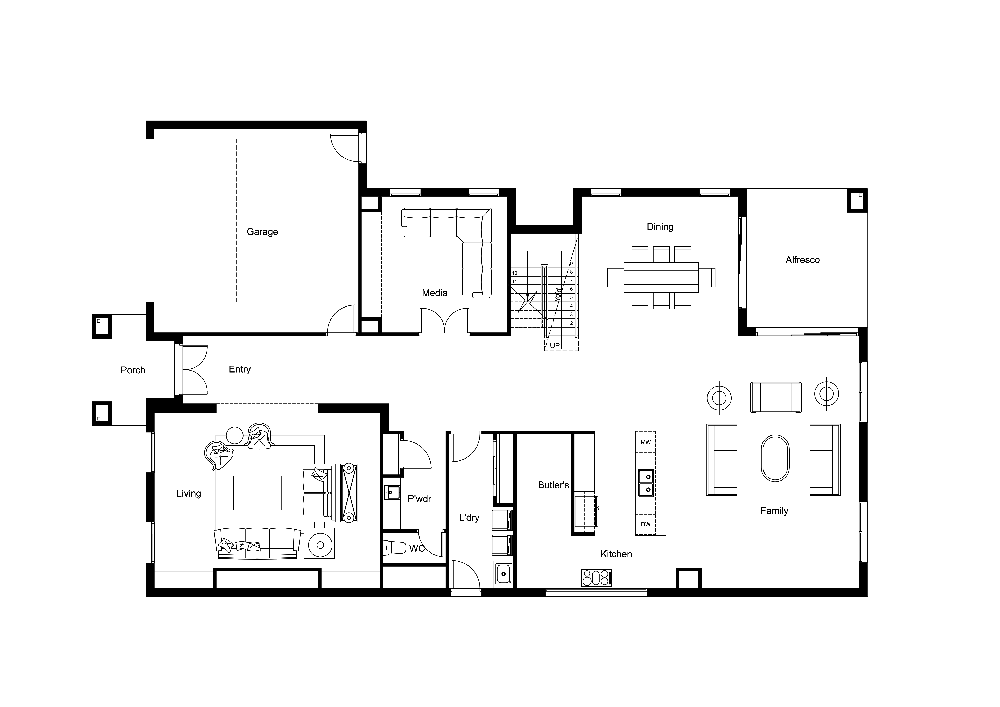 Garage
Dining
Alfresco
Media
10
11
9
8
7
6
5
4
3
2
1
void
UP
Porch
Entry
MW
Butler's
Living
P'wdr
L'dry
Family
DW
WC
Kitchen